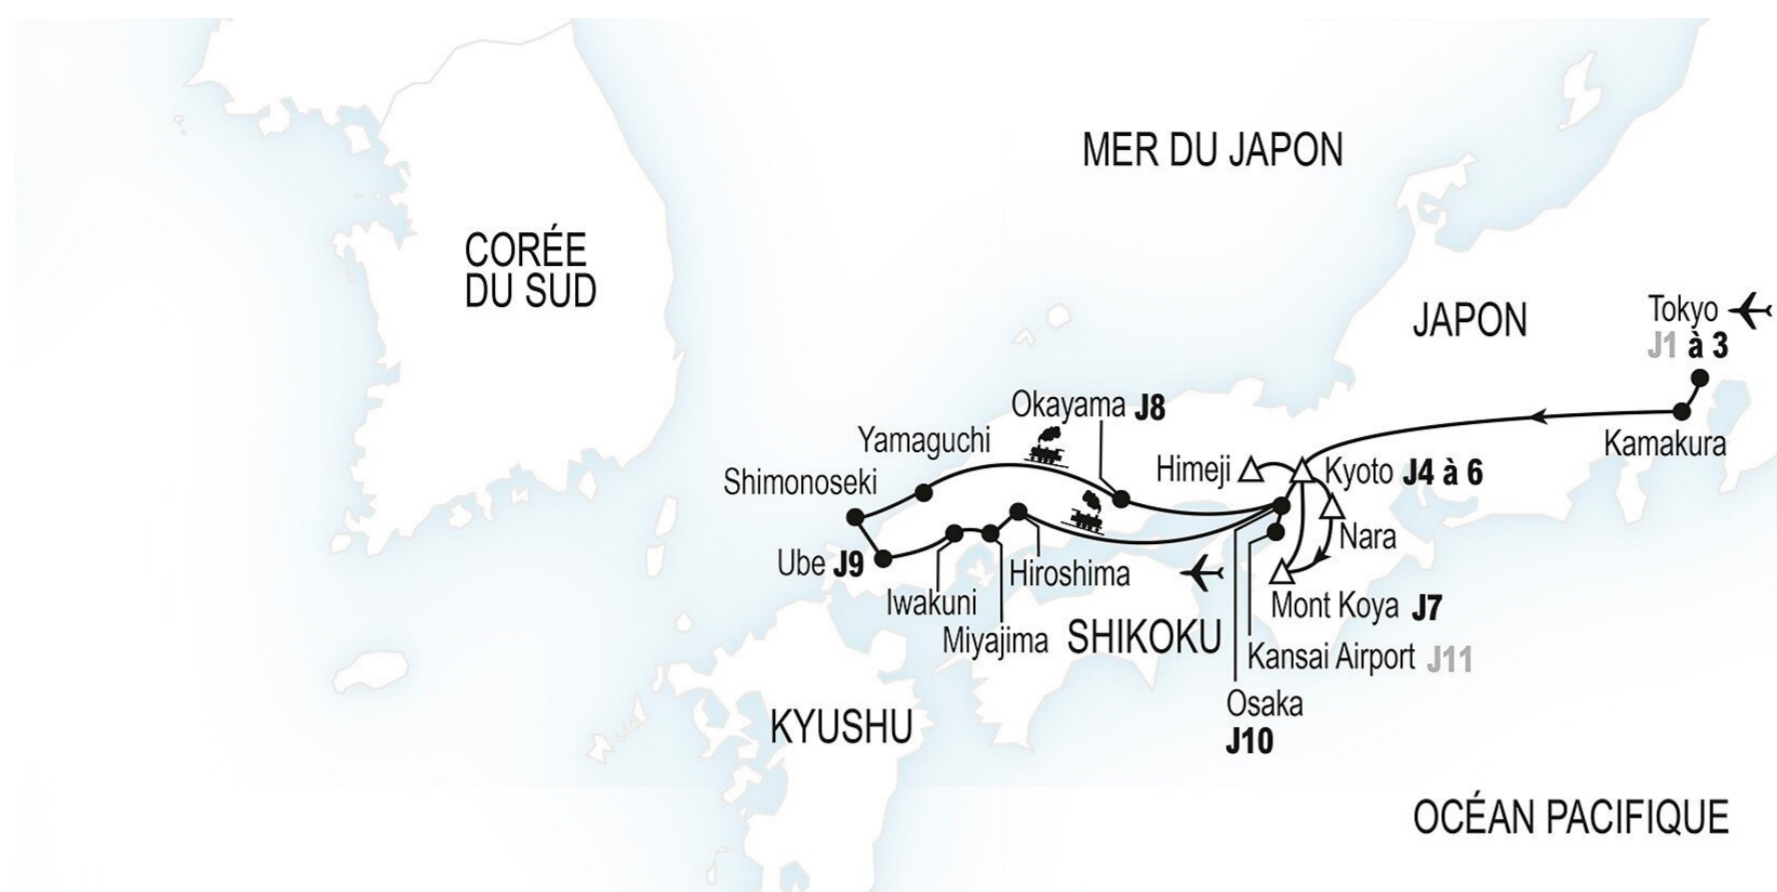 MER DU JAPON
CORÉE
DU SUD
JAPON
Tokyo
J1 à 3
Okayama J8
Yamaguchi
Kamakura
Himeji
Kyoto J4 à 6
Shimonoseki
Nara
Ube J9
Hiroshima
Iwakuni
Mont Koya J7
Miyajima
SHIKOKU
Kansai Airport J11
Osaka
J10
KYUSHU
OCÉAN PACIFIQUE